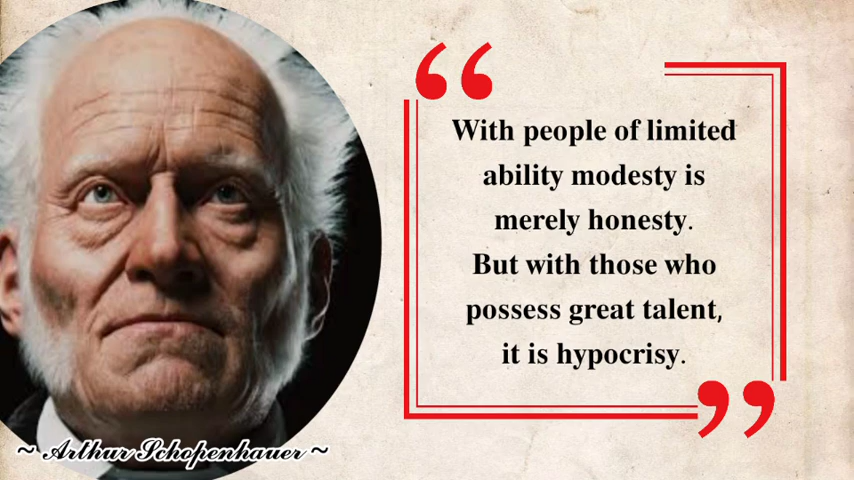 With people of limited
ability modesty is
merely honesty.
But with those who
possess great talent,
it is hypocrisy.
~ Arthur Schopenhauer ~